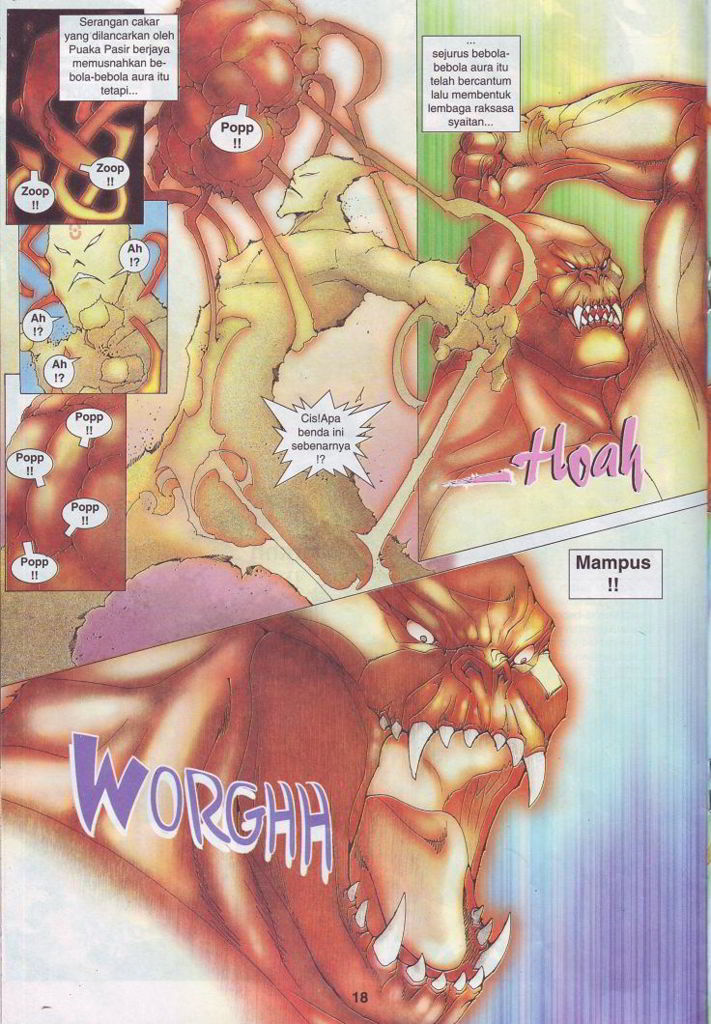 Serangan cakar
yang dilancarkan oleh
Puaka Pasir berjaya
memusnahkan be-
bola-bebola aura itu
tetapi...
Zoop
!!
Zoop
!!
Popp
!!
Ah
!?
Ah
!?
Ah
!?
Popp
!!
Popp
!!
Popp
!!
Popp
!!
Cis!Apa
benda ini
sebenarnya
!?
...
sejurus bebola-
bebola aura itu
telah bercantum
lalu membentuk
lembaga raksasa
syaitan...
Hoah
Mampus
!!
WORGHH
18